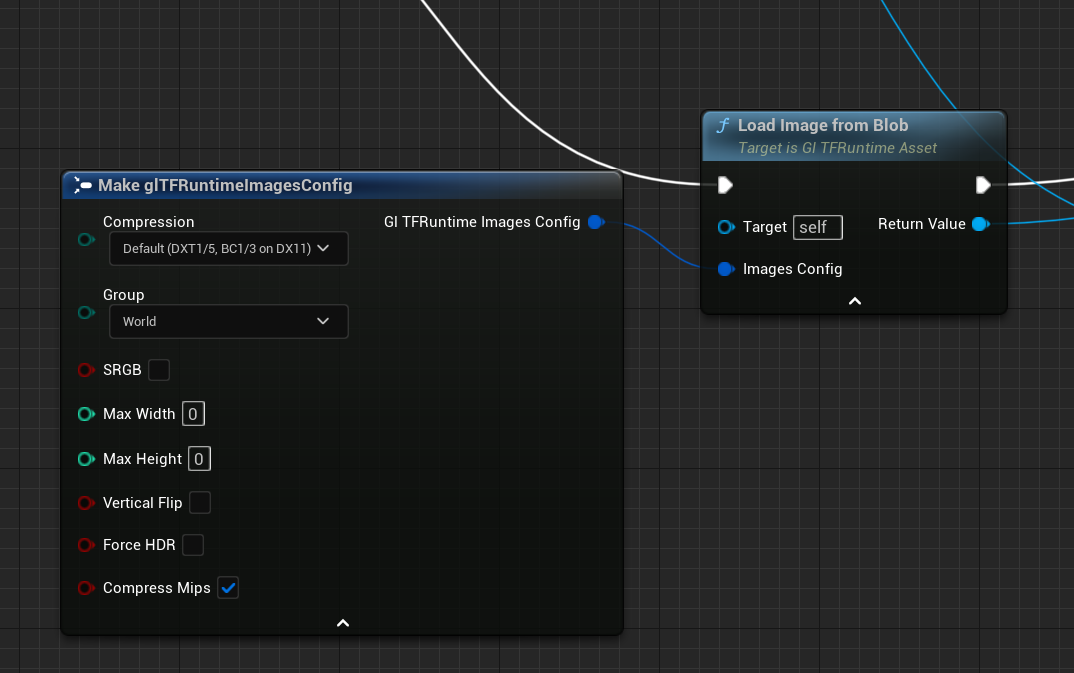 Make glTFRuntimeImagesConfig
Compression
Default (DXT1/5, BC1/3 on DX11)
Group
World
SRGB
Max Width 0
Max Height 0
Vertical Flip
Force HDR
Compress Mips
Gl TFRuntime Images Config
Load Image from Blob
Target is Gl TFRuntime Asset
Target self
Return Value
Images Config